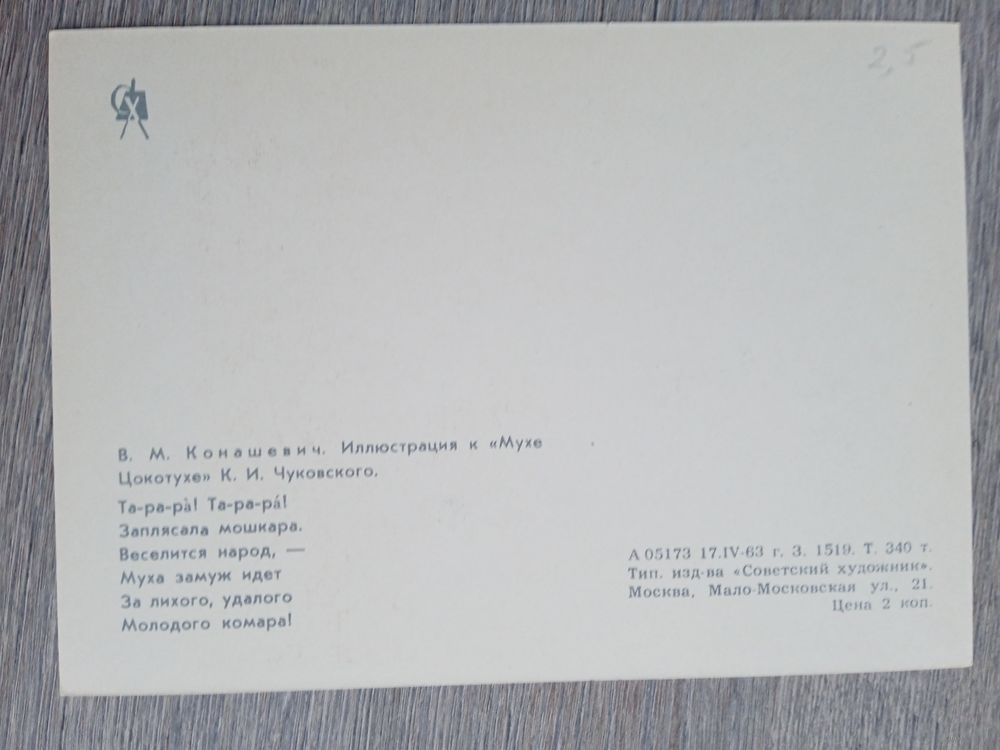 СХ
2,5
В. М. Конашевич. Иллюстрация к «Мухе
Цокотухе» К. И. Чуковского.
Та-ра-ра́! Та-ра-ра́!
Заплясала мошкара.
Веселится народ, —
Муха замуж идет
За лихого, удалого
Молодого комара!
А 05173 17.IV-63 г. З. 1519. Т. 340 т.
Тип. изд-ва «Советский художник».
Москва, Мало-Московская ул., 21.
Цена 2 коп.